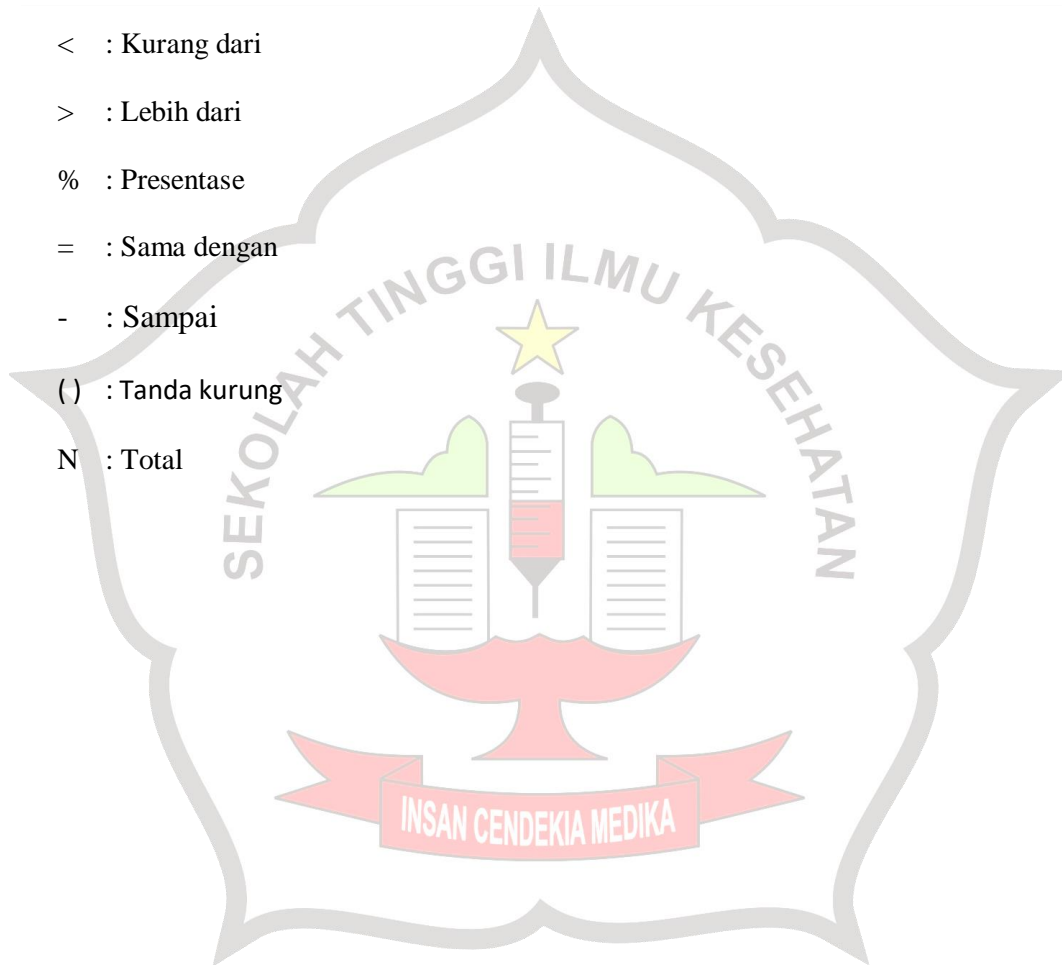 < : Kurang dari
> : Lebih dari
% : Presentase
= : Sama dengan
- : Sampai
( ) : Tanda kurung
N : Total
SEKOLAH TINGGI ILMU KESEHATAN
INSAN CENDEKIA MEDIKA